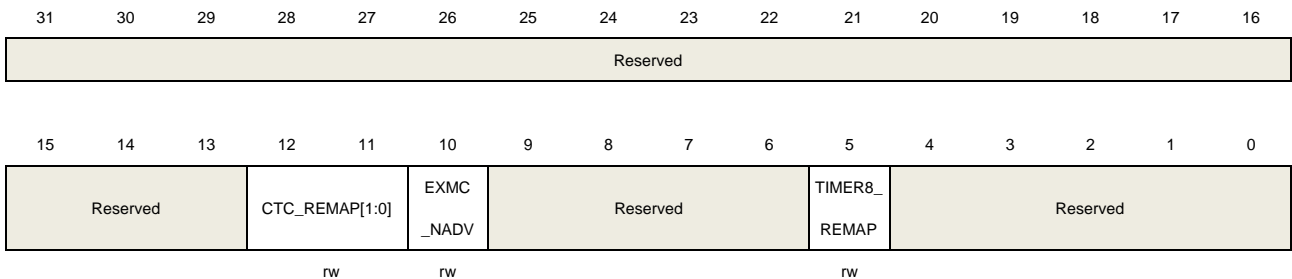 31 30 29 28 27 26 25 24 23 22 21 20 19 18 17 16
Reserved
15 14 13 12 11 10 9 8 7 6 5 4 3 2 1 0
Reserved CTC_REMAP[1:0] EXMC _NADV Reserved TIMER8_ REMAP Reserved
rw rw rw